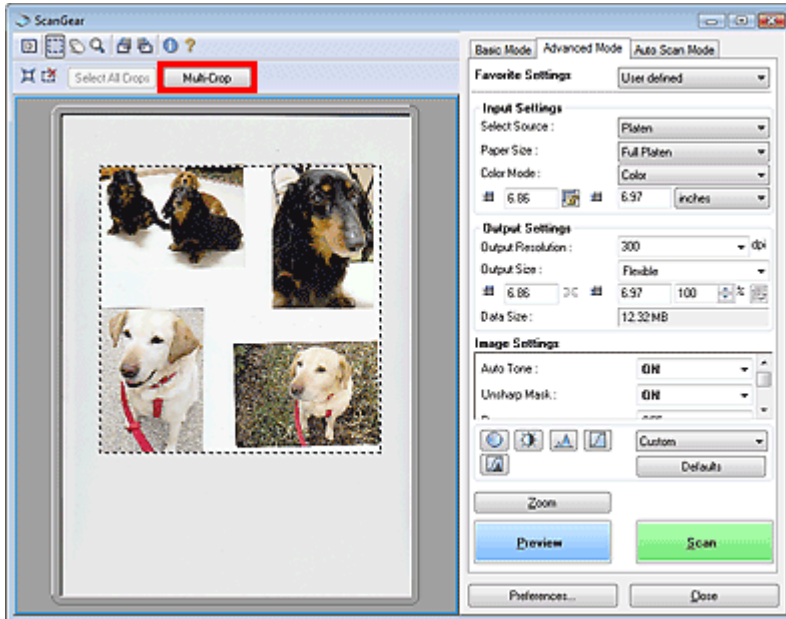 ScanGear
Select All Crops Multi-Crop
Basic Mode Advanced Mode Auto Scan Mode
Favorite Settings User defined
Input Settings
Select Source : Platen
Paper Size : Full Platen
Color Mode : Color
6.86 6.97 inches
Output Settings
Output Resolution : 300 dpi
Output Size : Flexible
6.86 6.97 100 %
Data Size : 12.32 MB
Image Settings
Auto Tone : ON
Unsharp Mask : ON
Custom
Defaults
Zoom
Preview Scan
Preferences... Close